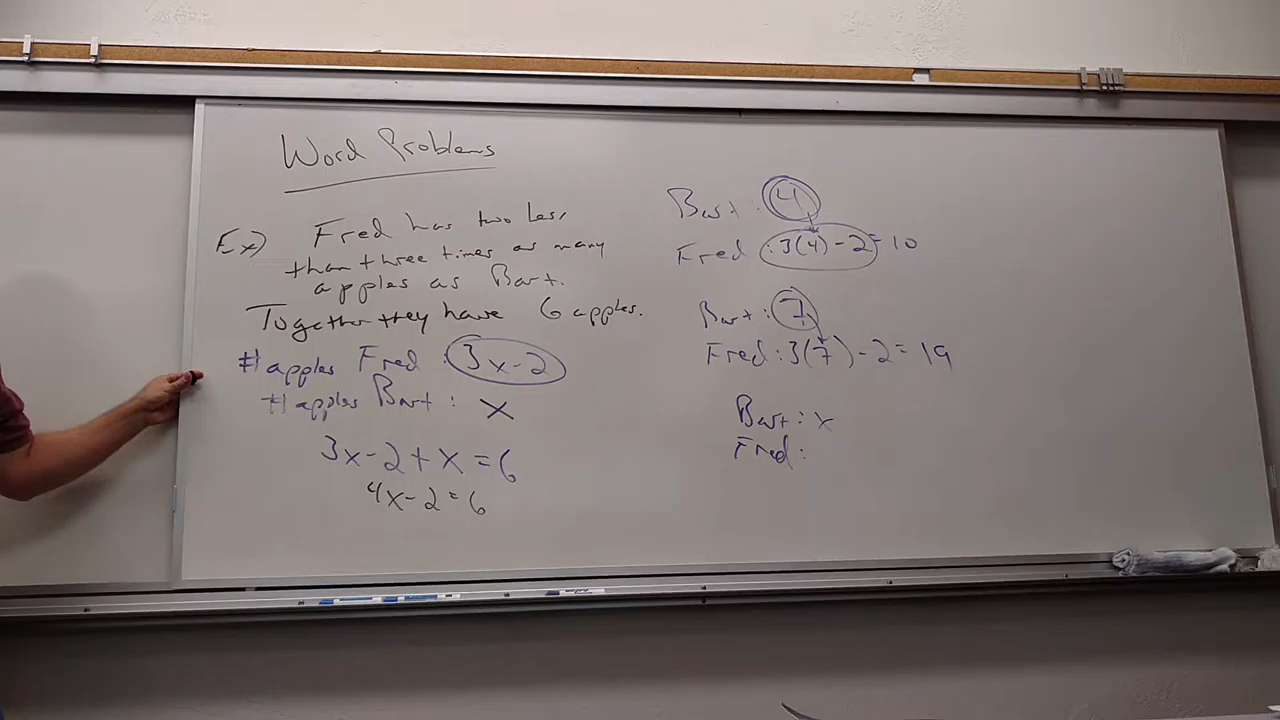 Word Problems
Ex) Fred has two less
than three times as many
apples as Bart.
Together they have 6 apples.
# apples Fred : 3x-2
# apples Bart : x
3x-2+x=6
4x-2=6
Bart : 4
Fred : 3(4)-2=10
Bart : 7
Fred : 3(7)-2=19
Bart : x
Fred :